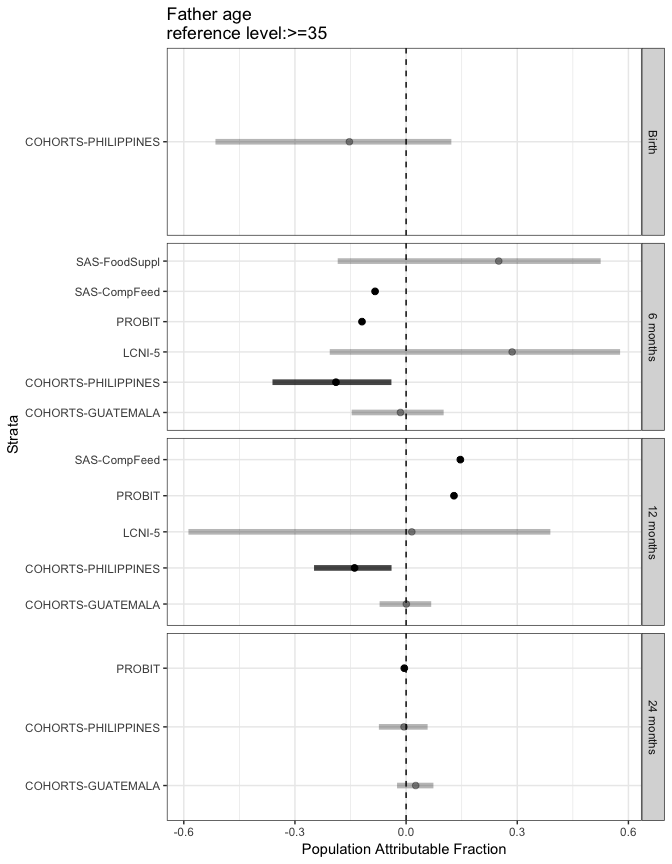 Father age
reference level:>=35
Strata
COHORTS-PHILIPPINES
Birth
SAS-FoodSuppl
SAS-CompFeed
PROBIT
LCNI-5
COHORTS-PHILIPPINES
COHORTS-GUATEMALA
6 months
SAS-CompFeed
PROBIT
LCNI-5
COHORTS-PHILIPPINES
COHORTS-GUATEMALA
12 months
PROBIT
COHORTS-PHILIPPINES
COHORTS-GUATEMALA
24 months
-0.6 -0.3 0.0 0.3 0.6
Population Attributable Fraction